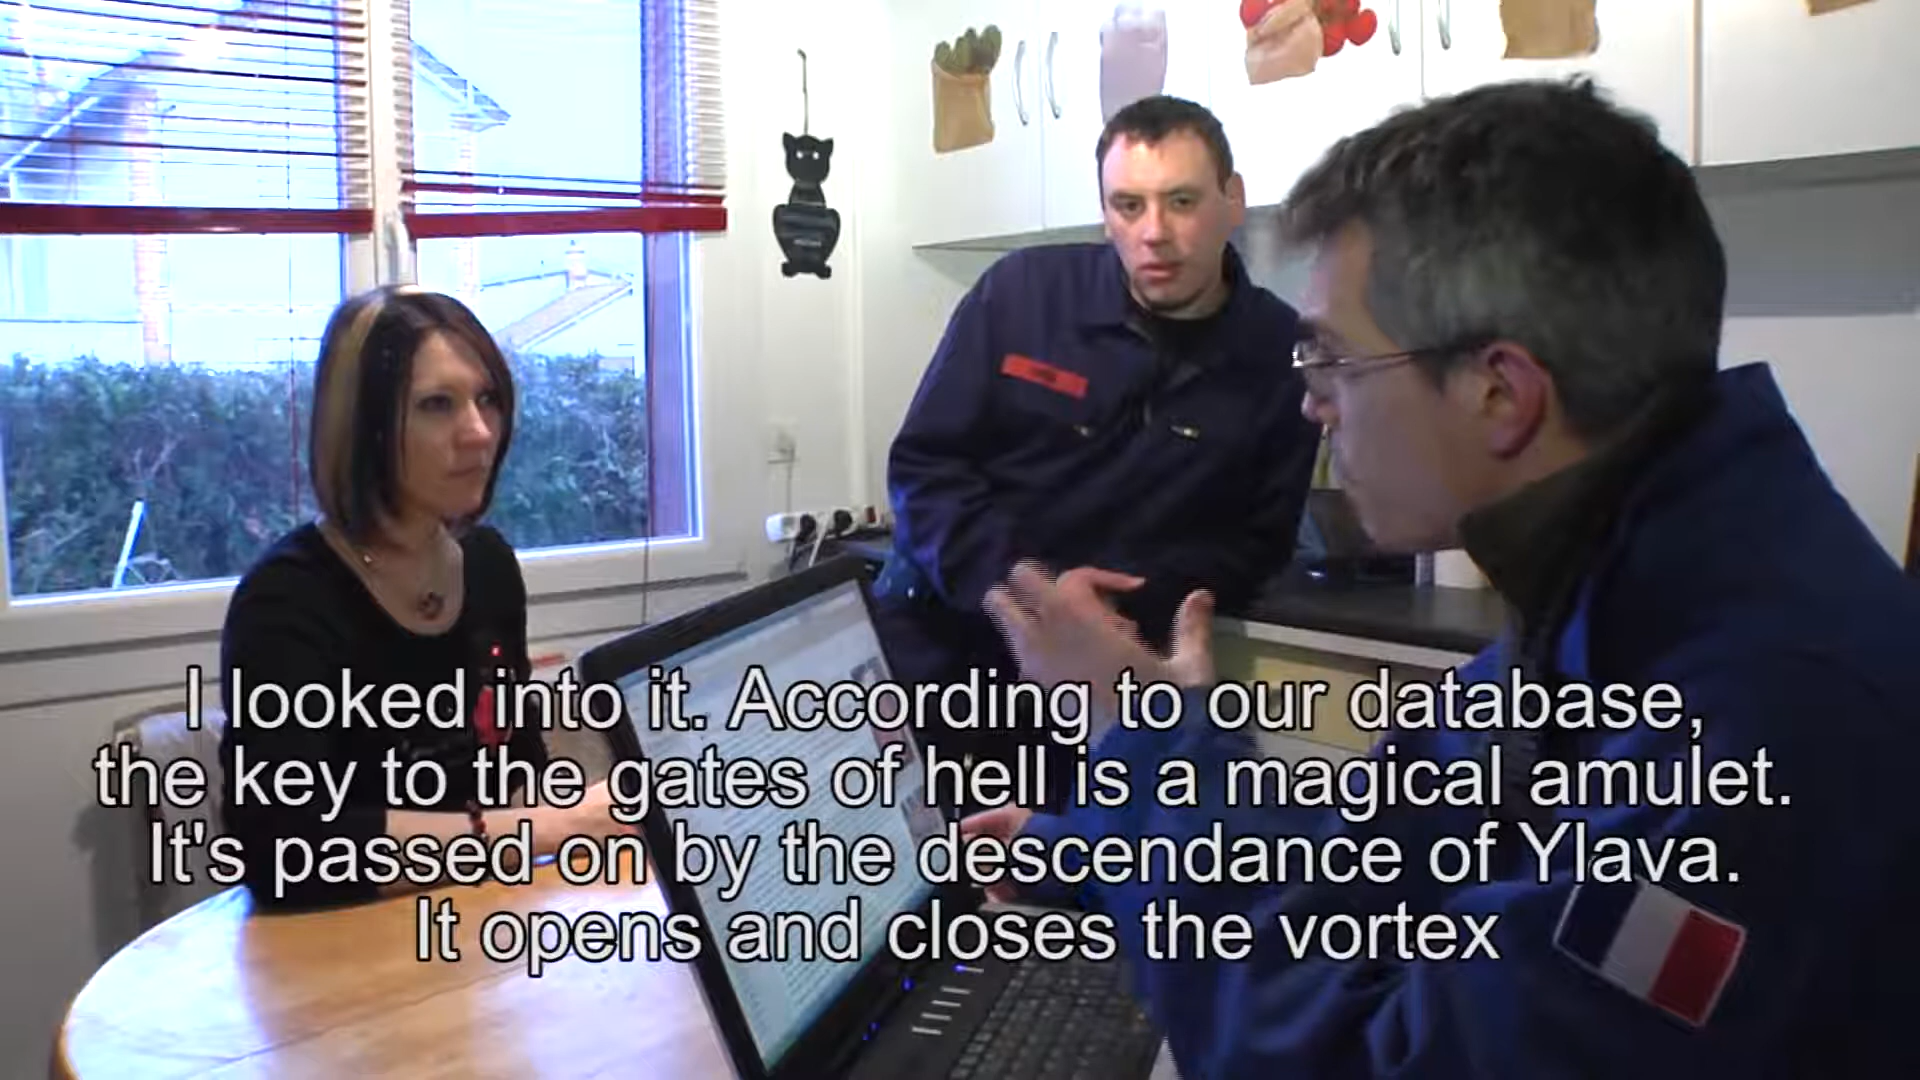 I looked into it. According to our database,
the key to the gates of hell is a magical amulet.
It's passed on by the descendance of Ylava.
It opens and closes the vortex